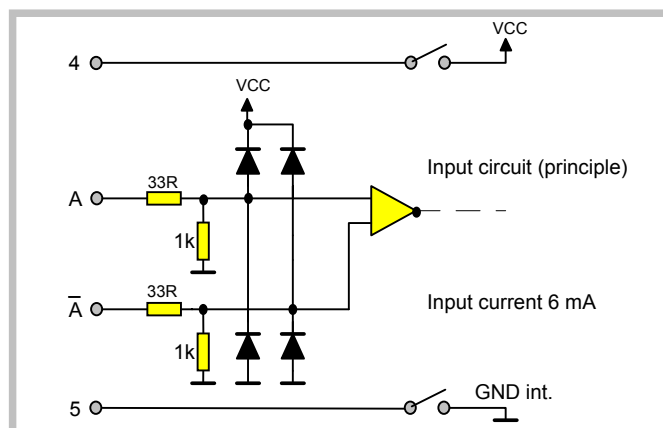 VCC
4
VCC
Input circuit (principle)
33R
A
1k
33R
A̅
Input current 6 mA
1k
GND int.
5